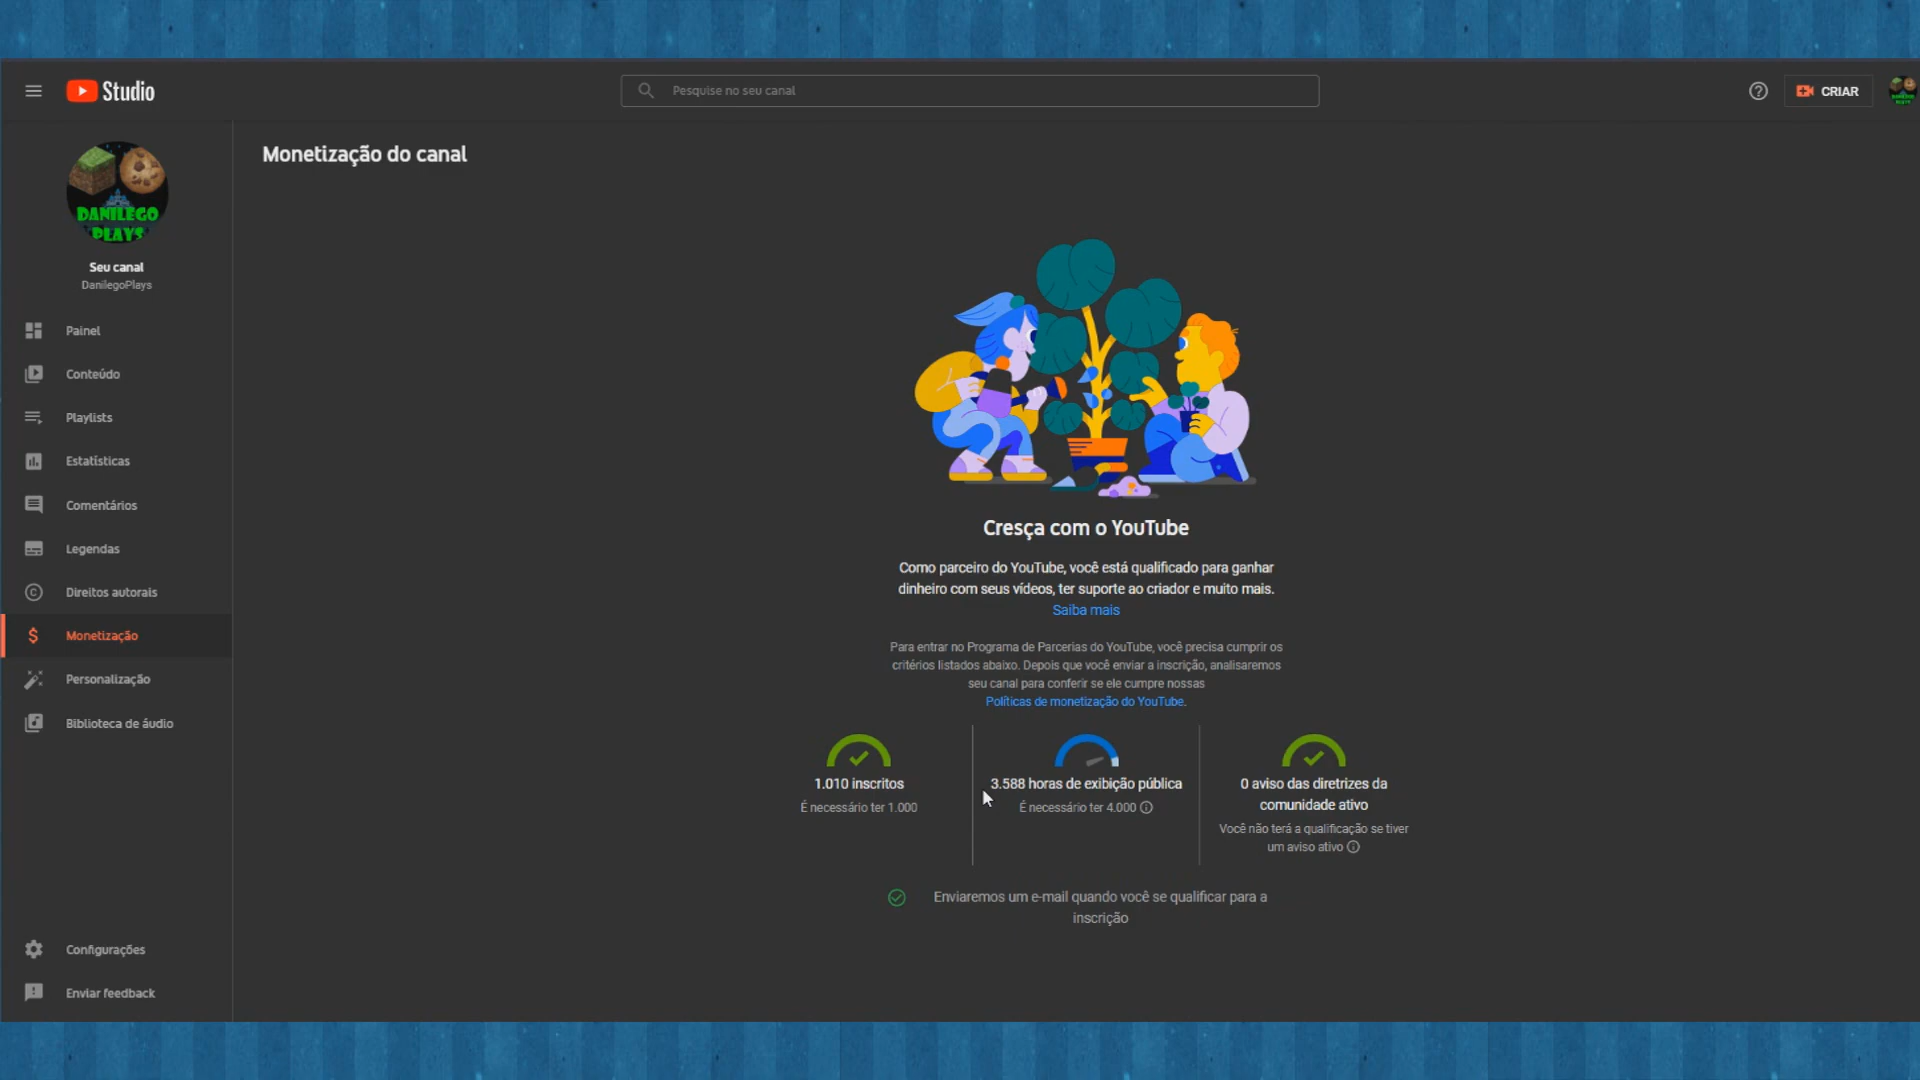 Studio
Pesquise no seu canal
CRIAR
Monetização do canal
DANILEGO
PLAYS
Seu canal
DanilegoPlays
Painel
Conteúdo
Playlists
Estatísticas
Comentários
Legendas
Direitos autorais
Monetização
Personalização
Biblioteca de áudio
Configurações
Enviar feedback
Cresça com o YouTube
Como parceiro do YouTube, você está qualificado para ganhar
dinheiro com seus vídeos, ter suporte ao criador e muito mais.
Saiba mais
Para entrar no Programa de Parcerias do YouTube, você precisa cumprir os
critérios listados abaixo. Depois que você enviar a inscrição, analisaremos
seu canal para conferir se ele cumpre nossas
Políticas de monetização do YouTube.
1.010 inscritos
É necessário ter 1.000
3.588 horas de exibição pública
É necessário ter 4.000
0 aviso das diretrizes da
comunidade ativo
Você não terá a qualificação se tiver
um aviso ativo
Enviaremos um e-mail quando você se qualificar para a
inscrição